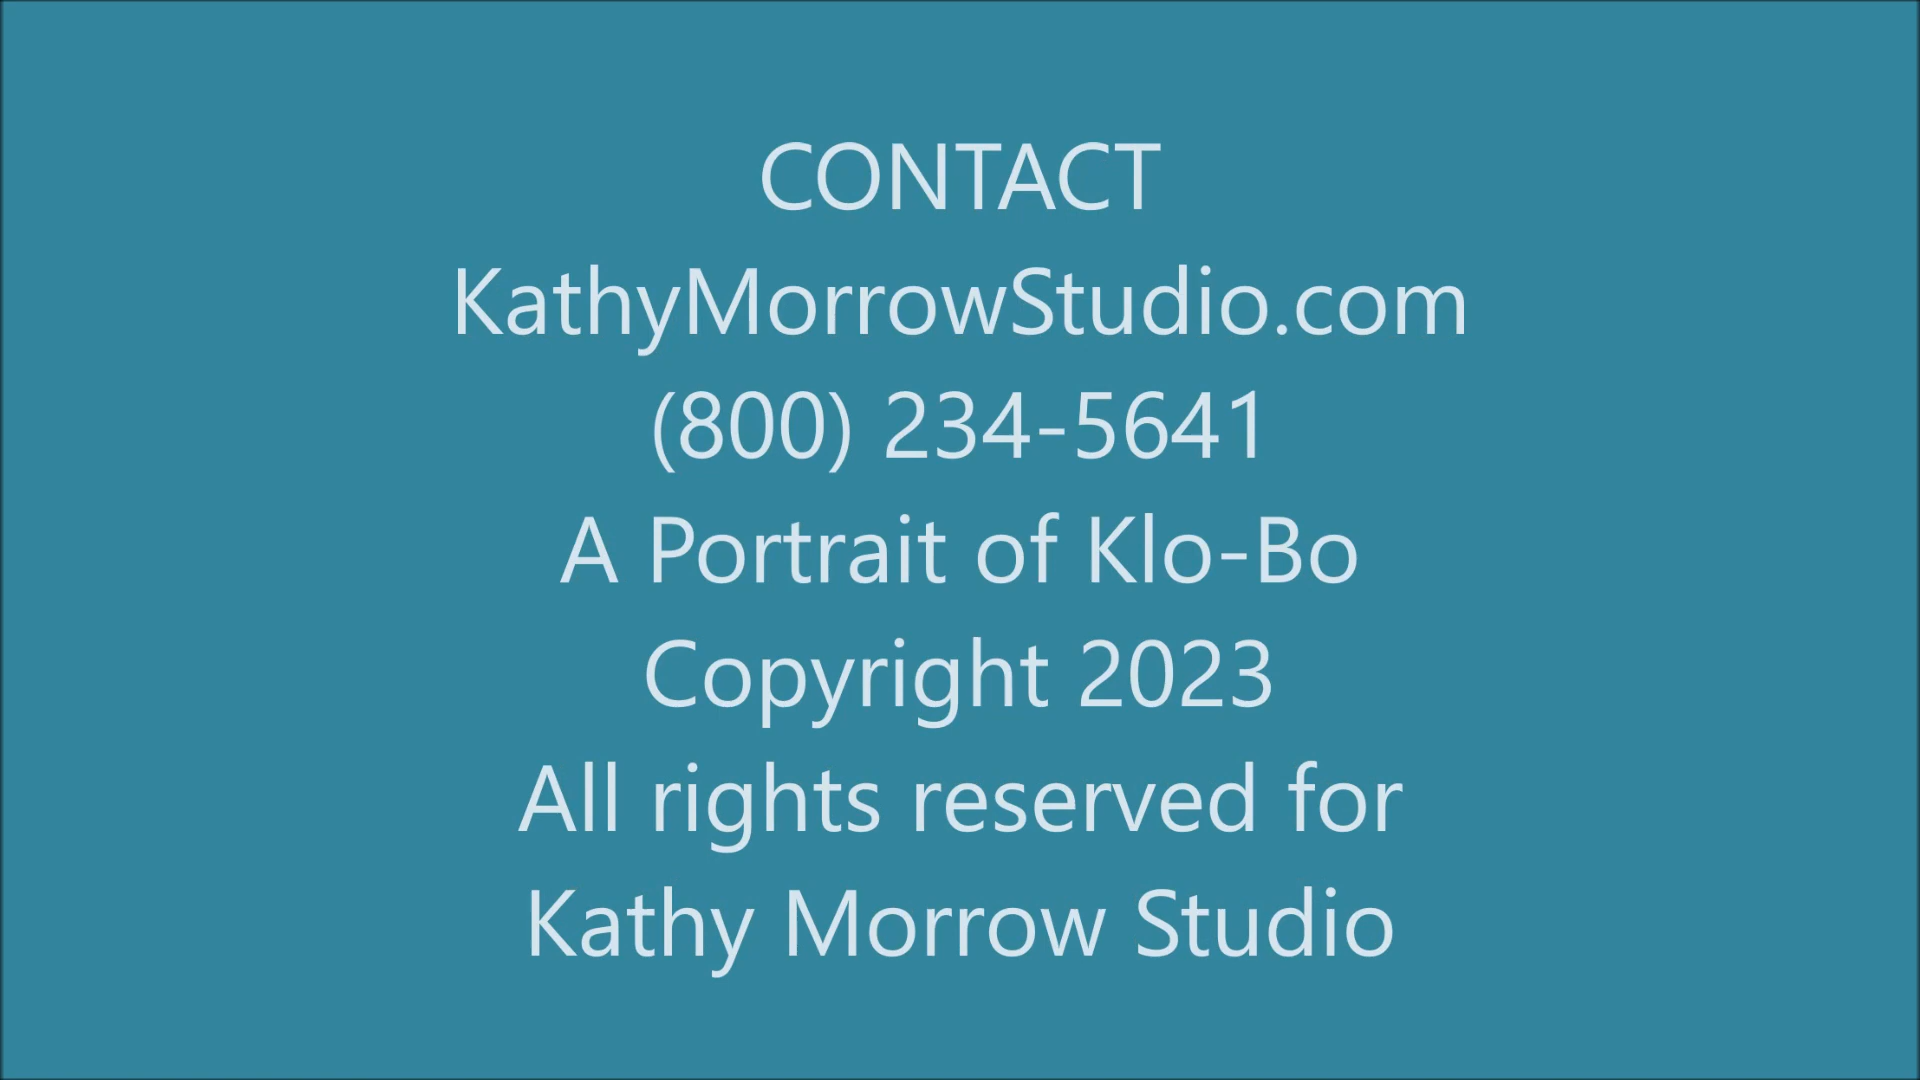 CONTACT
KathyMorrowStudio.com
(800) 234-5641
A Portrait of Klo-Bo
Copyright 2023
All rights reserved for
Kathy Morrow Studio